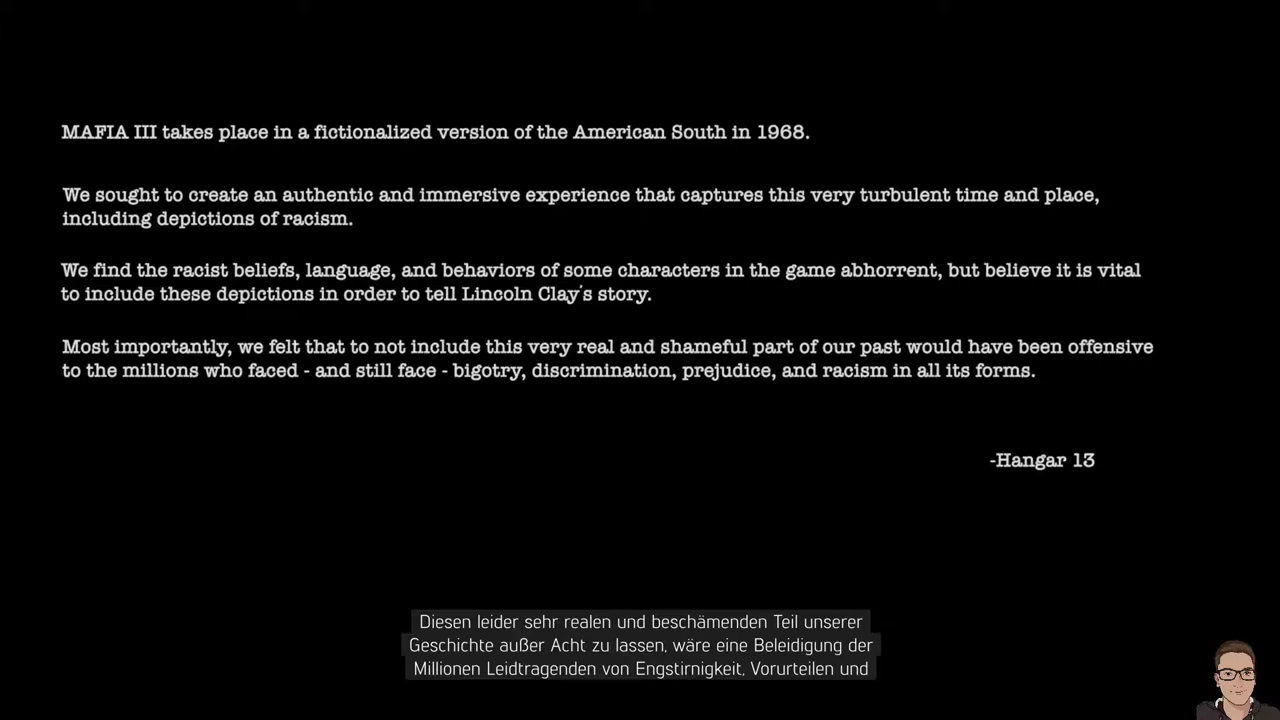 MAFIA III takes place in a fictionalized version of the American South in 1968.
We sought to create an authentic and immersive experience that captures this very turbulent time and place,
including depictions of racism.
We find the racist beliefs, language, and behaviors of some characters in the game abhorrent, but believe it is vital
to include these depictions in order to tell Lincoln Clay's story.
Most importantly, we felt that to not include this very real and shameful part of our past would have been offensive
to the millions who faced - and still face - bigotry, discrimination, prejudice, and racism in all its forms.
-Hangar 13
Diesen leider sehr realen und beschämenden Teil unserer
Geschichte außer Acht zu lassen, wäre eine Beleidigung der
Millionen Leidtragenden von Engstirnigkeit, Vorurteilen und